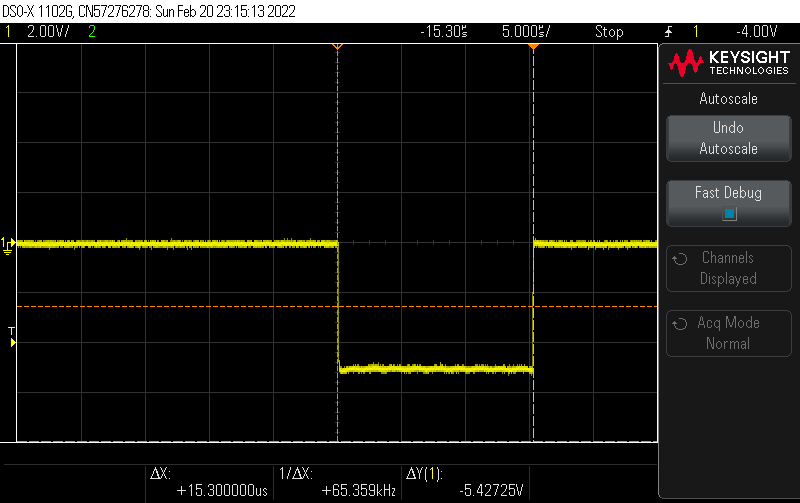 DSO-X 1102G, CN57276278: Sun Feb 20 23:15:13 2022
1 2.00V/ 2 -15.30us 5.000us/ Stop 1 -4.00V
KEYSIGHT
TECHNOLOGIES
Autoscale
Undo
Autoscale
Fast Debug
Channels
Displayed
Acq Mode
Normal
1
T
ΔX:
+15.300000us
1/ΔX:
+65.359kHz
ΔY(1):
-5.42725V